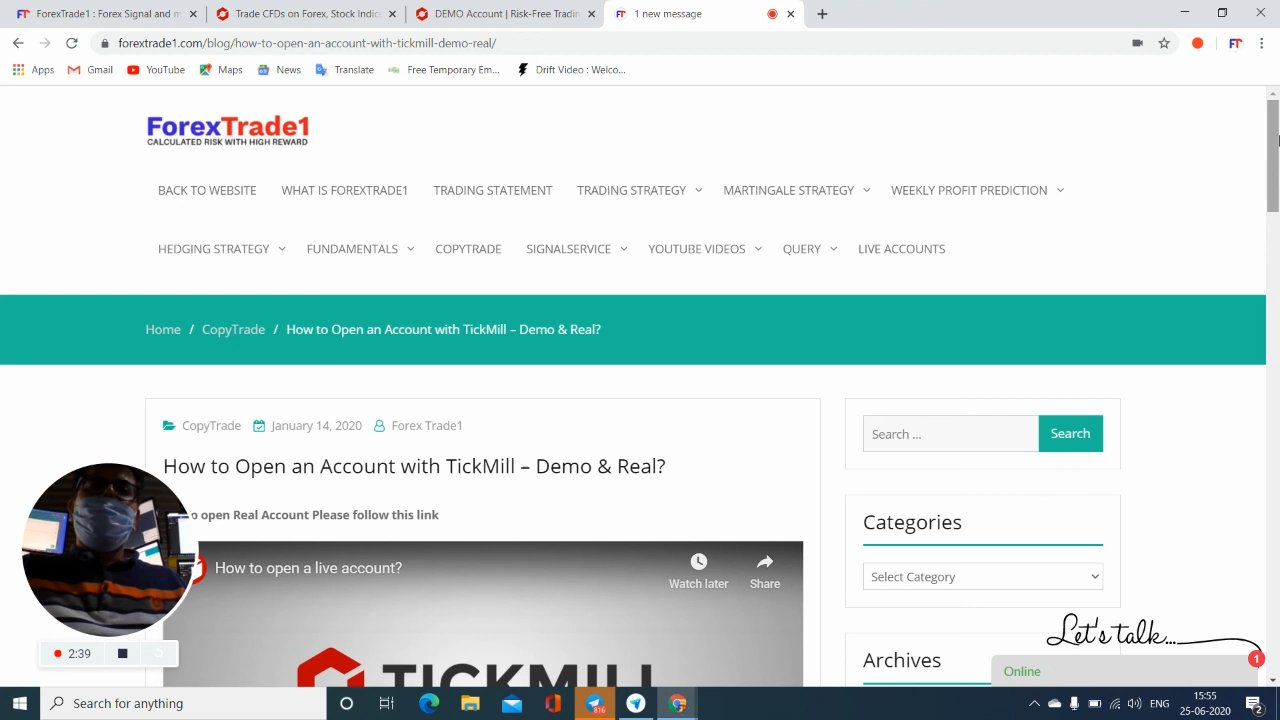 ForexTrade1 Signal and m
Trade CFDs on Forex, Stock Indic
DEMO Account | Risk-Free Tradin
1 new message
forextrade1.com/blog/how-to-open-an-account-with-tickmill-demo-real/
Apps
Gmail
YouTube
Maps
News
Translate
Free Temporary Em...
Drift Video : Welco...
ForexTrade1
CALCULATED RISK WITH HIGH REWARD
BACK TO WEBSITE
WHAT IS FOREXTRADE1
TRADING STATEMENT
TRADING STRATEGY
MARTINGALE STRATEGY
WEEKLY PROFIT PREDICTION
HEDGING STRATEGY
FUNDAMENTALS
COPYTRADE
SIGNALSERVICE
YOUTUBE VIDEOS
QUERY
LIVE ACCOUNTS
Home / CopyTrade / How to Open an Account with TickMill – Demo & Real?
CopyTrade
January 14, 2020
Forex Trade1
How to Open an Account with TickMill – Demo & Real?
o open Real Account Please follow this link
How to open a live account?
Watch later
Share
TICKMILL
Search ...
Search
Categories
Select Category
Archives
Let's talk...
Online
1
2:39
Search for anything
816
ENG
15:55
25-06-2020
2